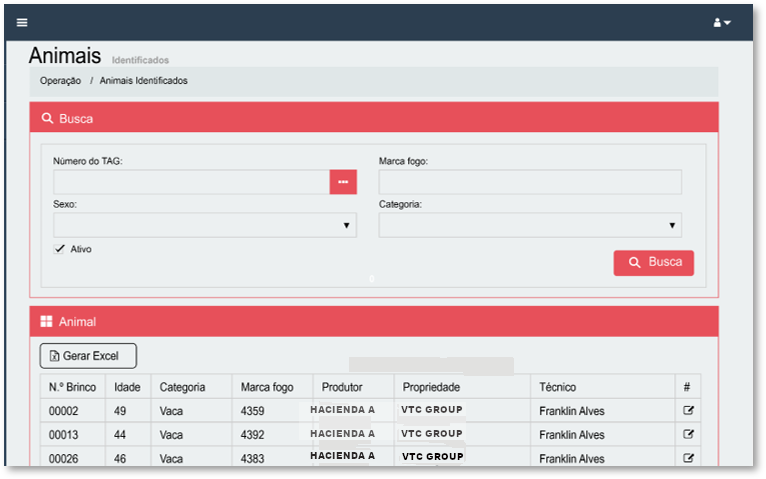 Animais Identificados
Operação / Animais Identificados
Busca
Número do TAG: Marca fogo:
Sexo: Categoria:
Ativo
Busca
Animal
Gerar Excel
N.º Brinco Idade Categoria Marca fogo Produtor Propriedade Técnico #
00002 49 Vaca 4359 HACIENDA A VTC GROUP Franklin Alves
00013 44 Vaca 4392 HACIENDA A VTC GROUP Franklin Alves
00026 46 Vaca 4383 HACIENDA A VTC GROUP Franklin Alves